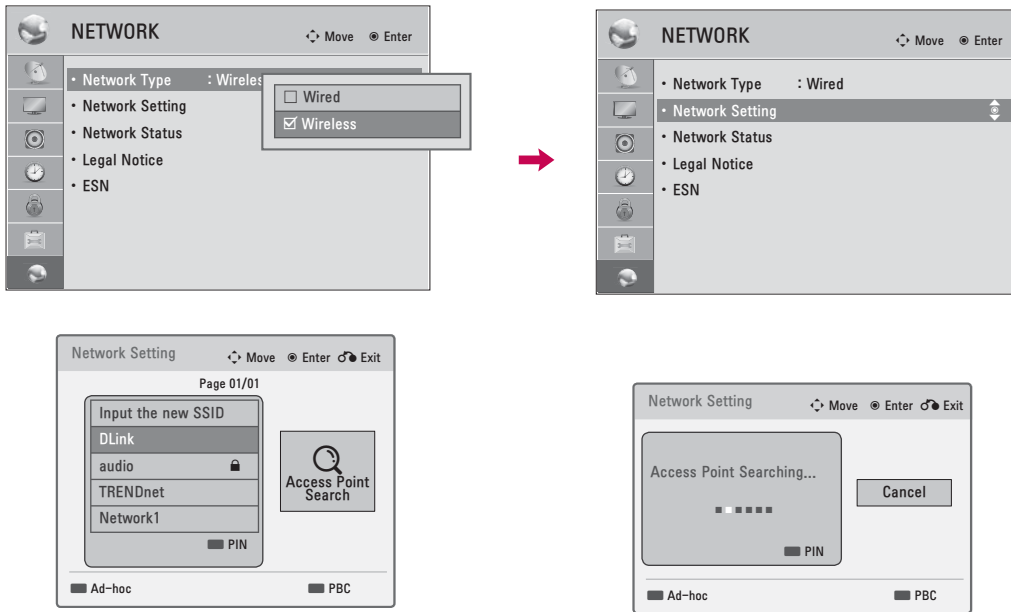 NETWORK
Move Enter
• Network Type : Wireles
☐ Wired
☑ Wireless
• Network Setting
• Network Status
• Legal Notice
• ESN
NETWORK
Move Enter
• Network Type : Wired
• Network Setting
• Network Status
• Legal Notice
• ESN
Network Setting
Move Enter Exit
Page 01/01
Input the new SSID
DLink
audio
TRENDnet
Network1
PIN
Access Point
Search
Ad-hoc PBC
Network Setting
Move Enter Exit
Access Point Searching...
Cancel
PIN
Ad-hoc PBC